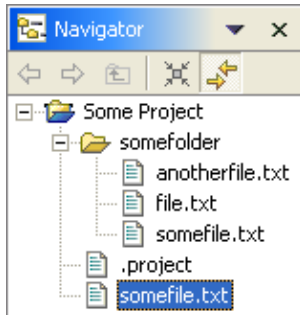 Navigator
Some Project
somefolder
anotherfile.txt
file.txt
somefile.txt
.project
somefile.txt